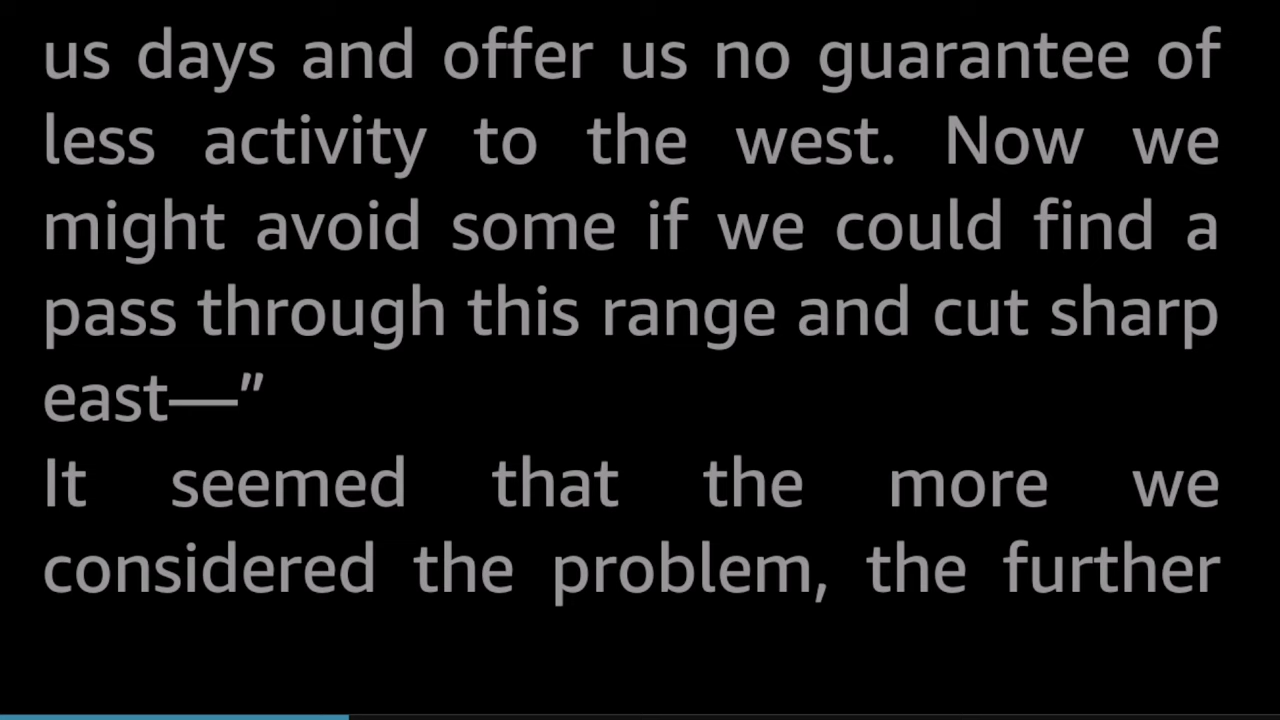 us days and offer us no guarantee of
less activity to the west. Now we
might avoid some if we could find a
pass through this range and cut sharp
east—”
It seemed that the more we
considered the problem, the further